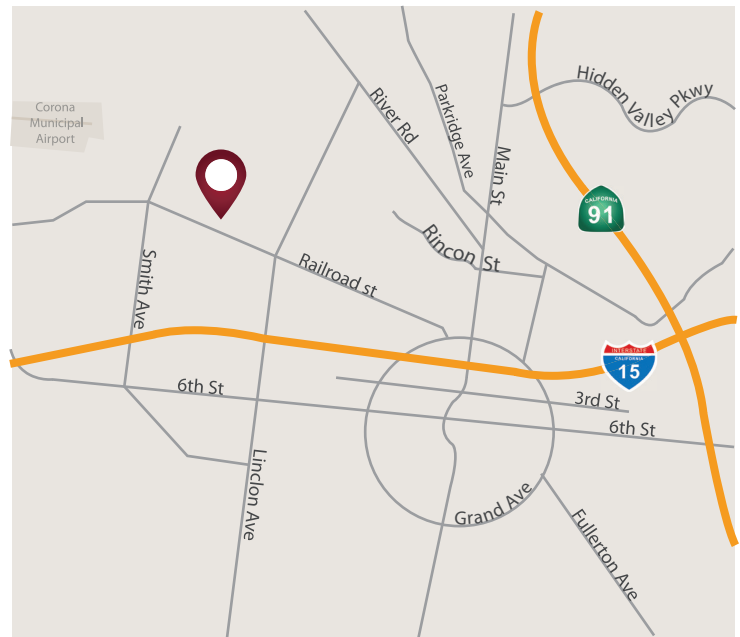 Hidden Valley Pkwy
Corona
Municipal
Airport
River Rd
Parkridge Ave
Main St
CALIFORNIA
91
Rincon St
Smith Ave
Railroad st
INTERSTATE
CALIFORNIA
15
6th St
3rd St
6th St
Linclon Ave
Grand Ave
Fullerton Ave